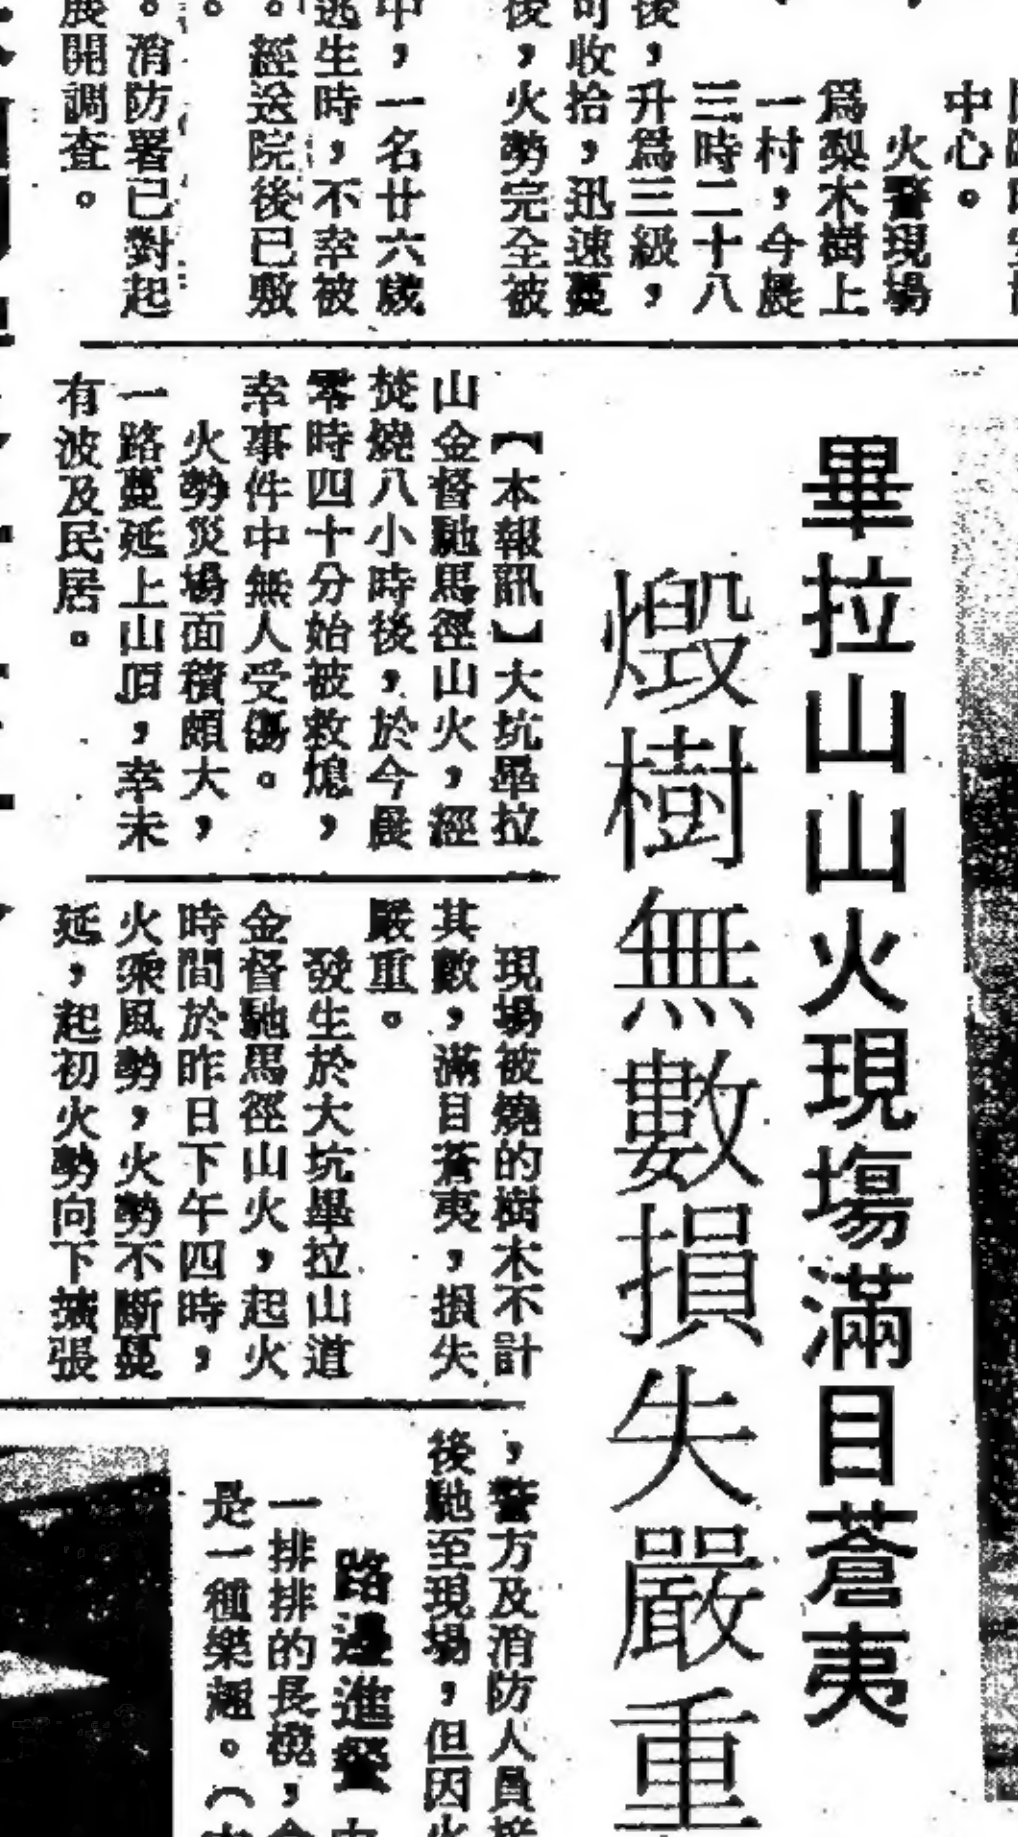 中心。
火警現場
爲梨木樹上
一村，今晨
三時二十八
後，升爲三級，
可收拾，迅速蔓
後，火勢完全被
中，一名廿六歲
逃生時，不幸被
。經送院後已
。消防署已對起
展開調查。
畢拉山山火現塲滿目蒼夷
燬樹無數損失嚴重
【本報訊】大坑畢拉
山金督馳馬徑山火，經
焚燒八小時後，於今晨
零時四十分始被救熄，
幸事件中無人受傷。
火勢災塲面積頗大，
一路蔓延上山頂，幸未
有波及民居。
現塲被燒的樹木不計
其數，滿目蒼夷，損失
嚴重。
發生於大坑畢拉山道
金督馳馬徑山火，起火
時間於昨日下午四時，
火乘風勢，火勢不斷蔓
延，起初火勢向下擴張
，警方及消防人員接
後馳至現場，但因火
路邊進餐
一排排的長櫈，
是一種樂趣。（